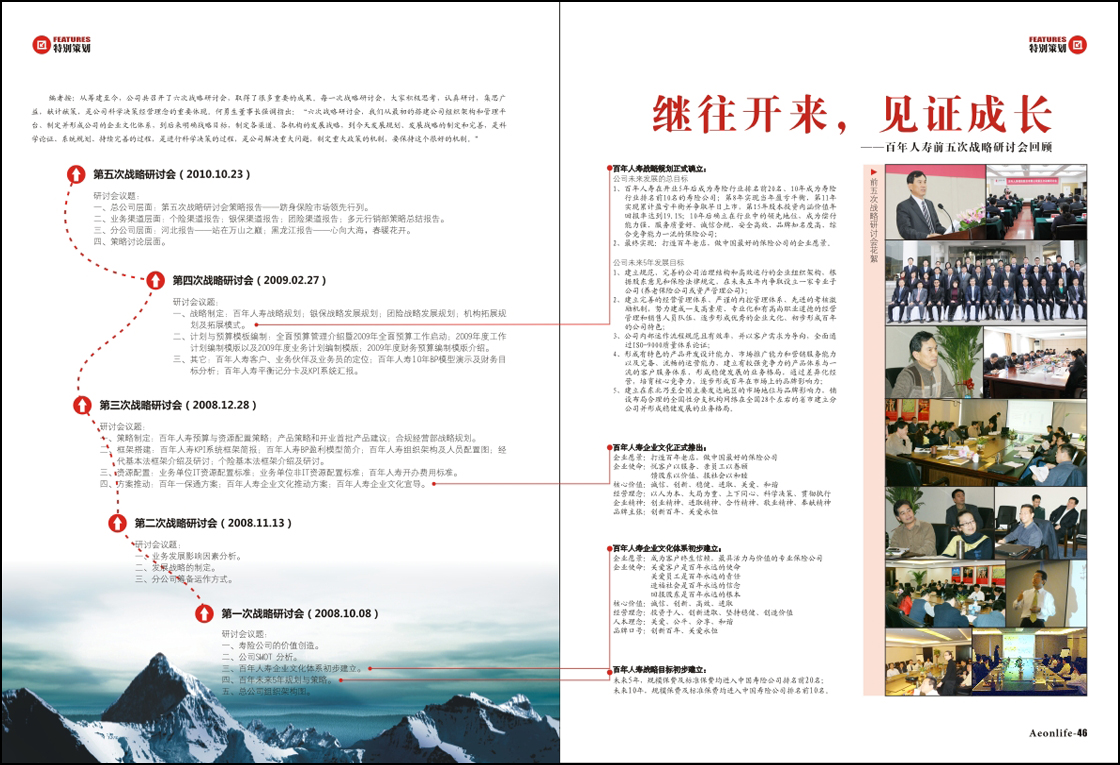 FEATURES
特别策划
编者按：从筹建至今，公司共召开了六次战略研讨会，取得了很多重要的成果。每一次战略研讨会，大家积极思考，认真研讨，集思广
益，献计献策，是公司科学决策经营理念的重要体现。何勇生董事长强调指出：“六次战略研讨会，我们从最初的搭建公司组织架构和管理平
台、制定并形成公司的企业文化体系，到后来明确战略目标，制定各渠道、各机构的发展战略，到今天发展规划、发展战略的制定和完善，是科
学论证、系统规划、持续完善的过程，是进行科学决策的过程，是公司解决重大问题，制定重大政策的机制，要保持这个很好的机制。”
第五次战略研讨会（2010.10.23）
研讨会议题：
一、总公司层面：第五次战略研讨会策略报告——跻身保险市场领先行列。
二、业务渠道层面：个险渠道报告；银保渠道报告；团险渠道报告；多元行销部策略总结报告。
三、分公司层面：河北报告——站在万山之巅；黑龙江报告——心向大海，春暖花开。
四、策略讨论层面。
第四次战略研讨会（2009.02.27）
研讨会议题：
一、战略制定：百年人寿战略规划；银保战略发展规划；团险战略发展规划；机构拓展规
划及拓展模式。
二、计划与预算模板编制：全面预算管理介绍暨2009年全面预算工作启动；2009年度工作
计划编制模版以及2009年度业务计划编制模版；2009年度财务预算编制模板介绍。
三、其它：百年人寿客户、业务伙伴及业务员的定位；百年人寿10年BP模型演示及财务目
标分析；百年人寿平衡记分卡及KPI系统汇报。
第三次战略研讨会（2008.12.28）
研讨会议题：
一、策略制定：百年人寿预算与资源配置策略；产品策略和开业首批产品建议；合规经营部战略规划。
二、框架搭建：百年人寿KPI系统框架简报；百年人寿BP盈利模型简介；百年人寿组织架构及人员配置图；经
代基本法框架介绍及研讨；个险基本法框架介绍及研讨。
三、资源配置：业务单位IT资源配置标准；业务单位非IT资源配置标准；百年人寿开办费用标准。
四、方案推动：百年一保通方案；百年人寿企业文化推动方案；百年人寿企业文化宣导。
第二次战略研讨会（2008.11.13）
研讨会议题：
一、业务发展影响因素分析。
二、发展战略的制定。
三、分公司筹备运作方式。
第一次战略研讨会（2008.10.08）
研讨会议题：
一、寿险公司的价值创造。
二、公司SWOT 分析。
三、百年人寿企业文化体系初步建立。
四、百年未来5年规划与策略。
五、总公司组织架构图。
FEATURES
特别策划
继往开来，见证成长
——百年人寿前五次战略研讨会回顾
百年人寿战略规划正式确立：
公司未来发展的总目标
1、百年人寿在开业5年后成为寿险行业排名前20名，10年成为寿险
行业排名前10名的寿险公司；第8年实现当年盈亏平衡，第11年
实现累计盈亏平衡并争取早日上市，第15年股本投资内涵价值年
回报率达到19.1%；10年后确立在行业中的领先地位，成为偿付
能力强、服务质量好、诚信合规、安全高效、品牌知名度高、综
合竞争能力一流的保险公司；
2、最终实现：打造百年老店，做中国最好的保险公司的企业愿景。
公司未来5年发展目标
1、建立规范、完善的公司治理结构和高效运行的企业组织架构，根
据股东意见和保险法律规定，在未来五年内争取设立一家专业子
公司(养老保险公司或资产管理公司)；
2、建立完善的经营管理体系、严谨的内控管理体系、先进的考核激
励机制，努力建成一支高素质、专业化和有高尚职业道德的经营
管理和销售人员队伍，逐步形成优秀的企业文化，初步形成百年
的公司特色；
3、公司内部运作流程规范且有效率，并以客户需求为导向，全面通
过ISO-9000质量体系论证；
4、形成有特色的产品开发设计能力、市场推广能力和营销服务能力
以及完备、流畅的运营能力，建立有较强竞争力的产品体系与一
流的客户服务体系，形成稳健发展的业务格局，通过差异化经
营，培育核心竞争力，逐步形成百年在市场上的品牌影响力；
5、建立在东北乃至全国主要发达地区的市场地位与品牌影响力，铺
设布局合理的全国性分支机构网络在全国28个左右的省市建立分
公司并形成稳健发展的业务格局。
百年人寿企业文化正式推出：
企业愿景：打造百年老店，做中国最好的保险公司
企业使命：忧客户以服务、亲员工以眷顾
馈股东以价值、报社会以和睦
核心价值：诚信、创新、稳健、进取、关爱、和谐
经营理念：以人为本、大局为重、上下同心、科学决策、贯彻执行
企业精神：创业精神、进取精神、合作精神、敬业精神、奉献精神
品牌主张：创新百年、关爱永恒
百年人寿企业文化体系初步建立：
企业愿景：成为客户终生信赖，最具活力与价值的专业保险公司
企业使命：关爱客户是百年永远的使命
关爱员工是百年永远的责任
造福社会是百年永远的信念
回报股东是百年永远的根本
核心价值：诚信、创新、高效、进取
经营理念：投资于人、创新进取、坚持稳健、创造价值
人本理念：关爱、公平、分享、和谐
品牌口号：创新百年、关爱永恒
百年人寿战略目标初步建立：
未来5年，规模保费及标准保费均进入中国寿险公司排名前20名；
未来10年，规模保费及标准保费均进入中国寿险公司排名前10名。
▶前五次战略研讨会花絮
Aeonlife-46